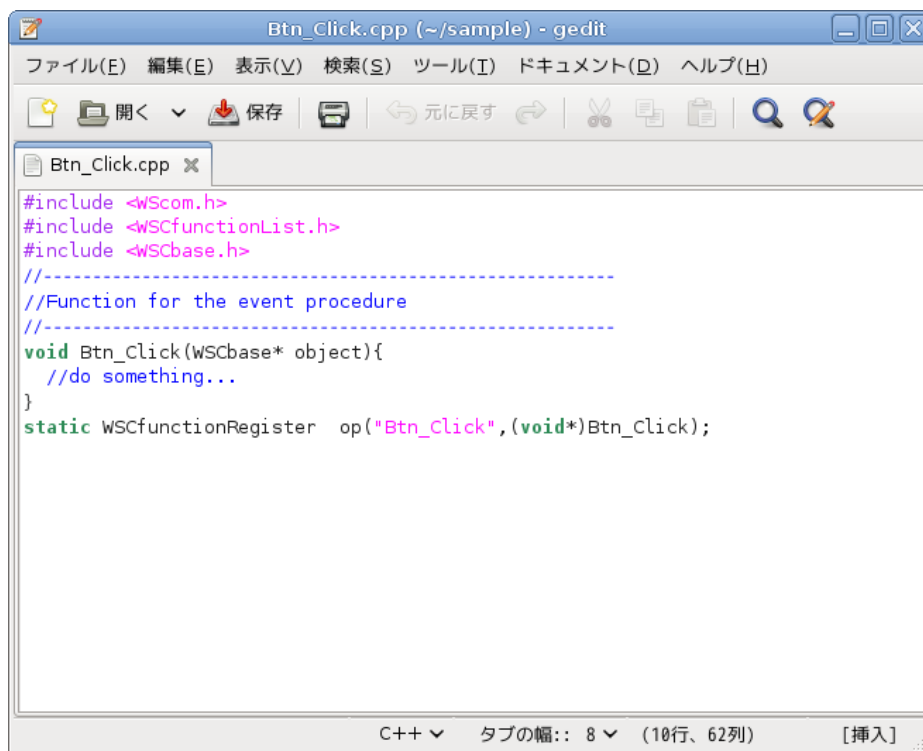 Btn_Click.cpp (~/sample) - gedit
ファイル(F) 編集(E) 表示(V) 検索(S) ツール(T) ドキュメント(D) ヘルプ(H)
開く 保存 元に戻す
Btn_Click.cpp
#include <WScom.h>
#include <WSCfunctionList.h>
#include <WSCbase.h>
//----------------------------------------------------------
//Function for the event procedure
//----------------------------------------------------------
void Btn_Click(WSCbase* object){
  //do something...
}
static WSCfunctionRegister  op("Btn_Click",(void*)Btn_Click);
C++ タブの幅:: 8 (10行、62列) [挿入]